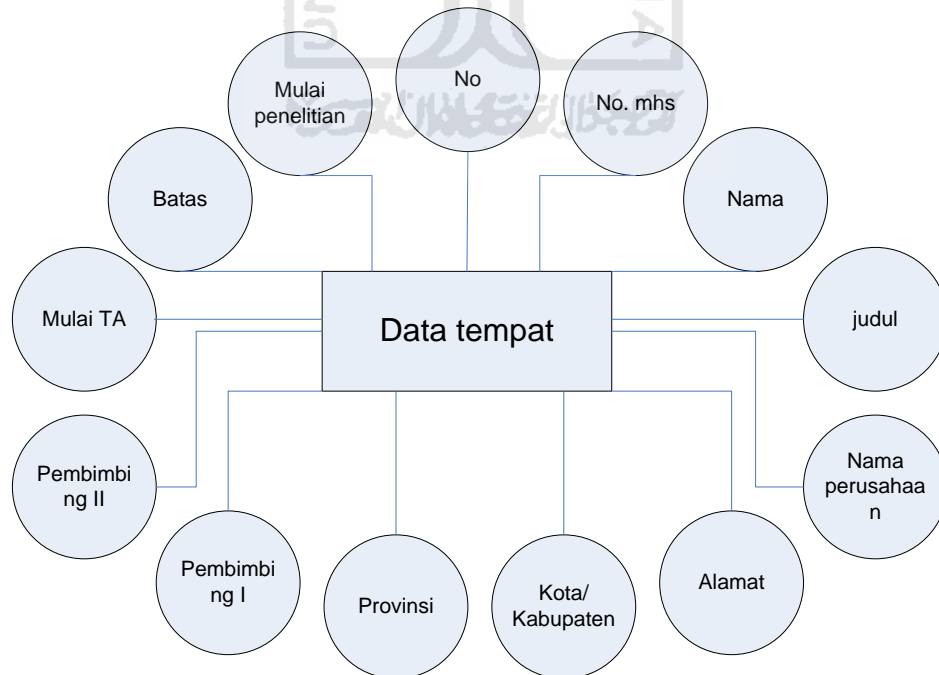 No
Mulai
penelitian
No. mhs
Batas
Nama
Mulai TA
Data tempat
judul
Pembimbi
ng II
Nama
perusahaa
n
Pembimbi
ng I
Provinsi
Kota/
Kabupaten
Alamat